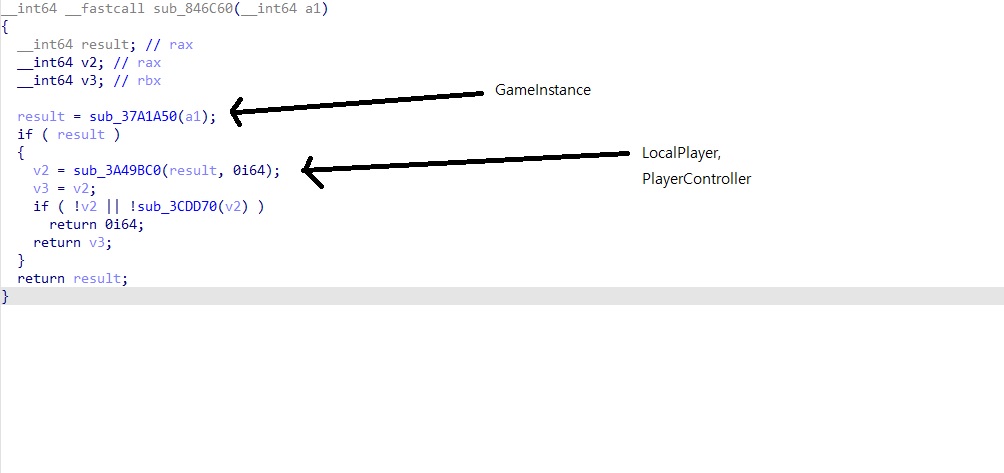 __int64 __fastcall sub_846C60(__int64 a1)
{
__int64 result; // rax
__int64 v2; // rax
__int64 v3; // rbx
GameInstance
result = sub_37A1A50(a1);
if ( result )
{
LocalPlayer,
PlayerController
v2 = sub_3A49BC0(result, 0i64);
v3 = v2;
if ( !v2 || !sub_3CDD70(v2) )
return 0i64;
return v3;
}
return result;
}